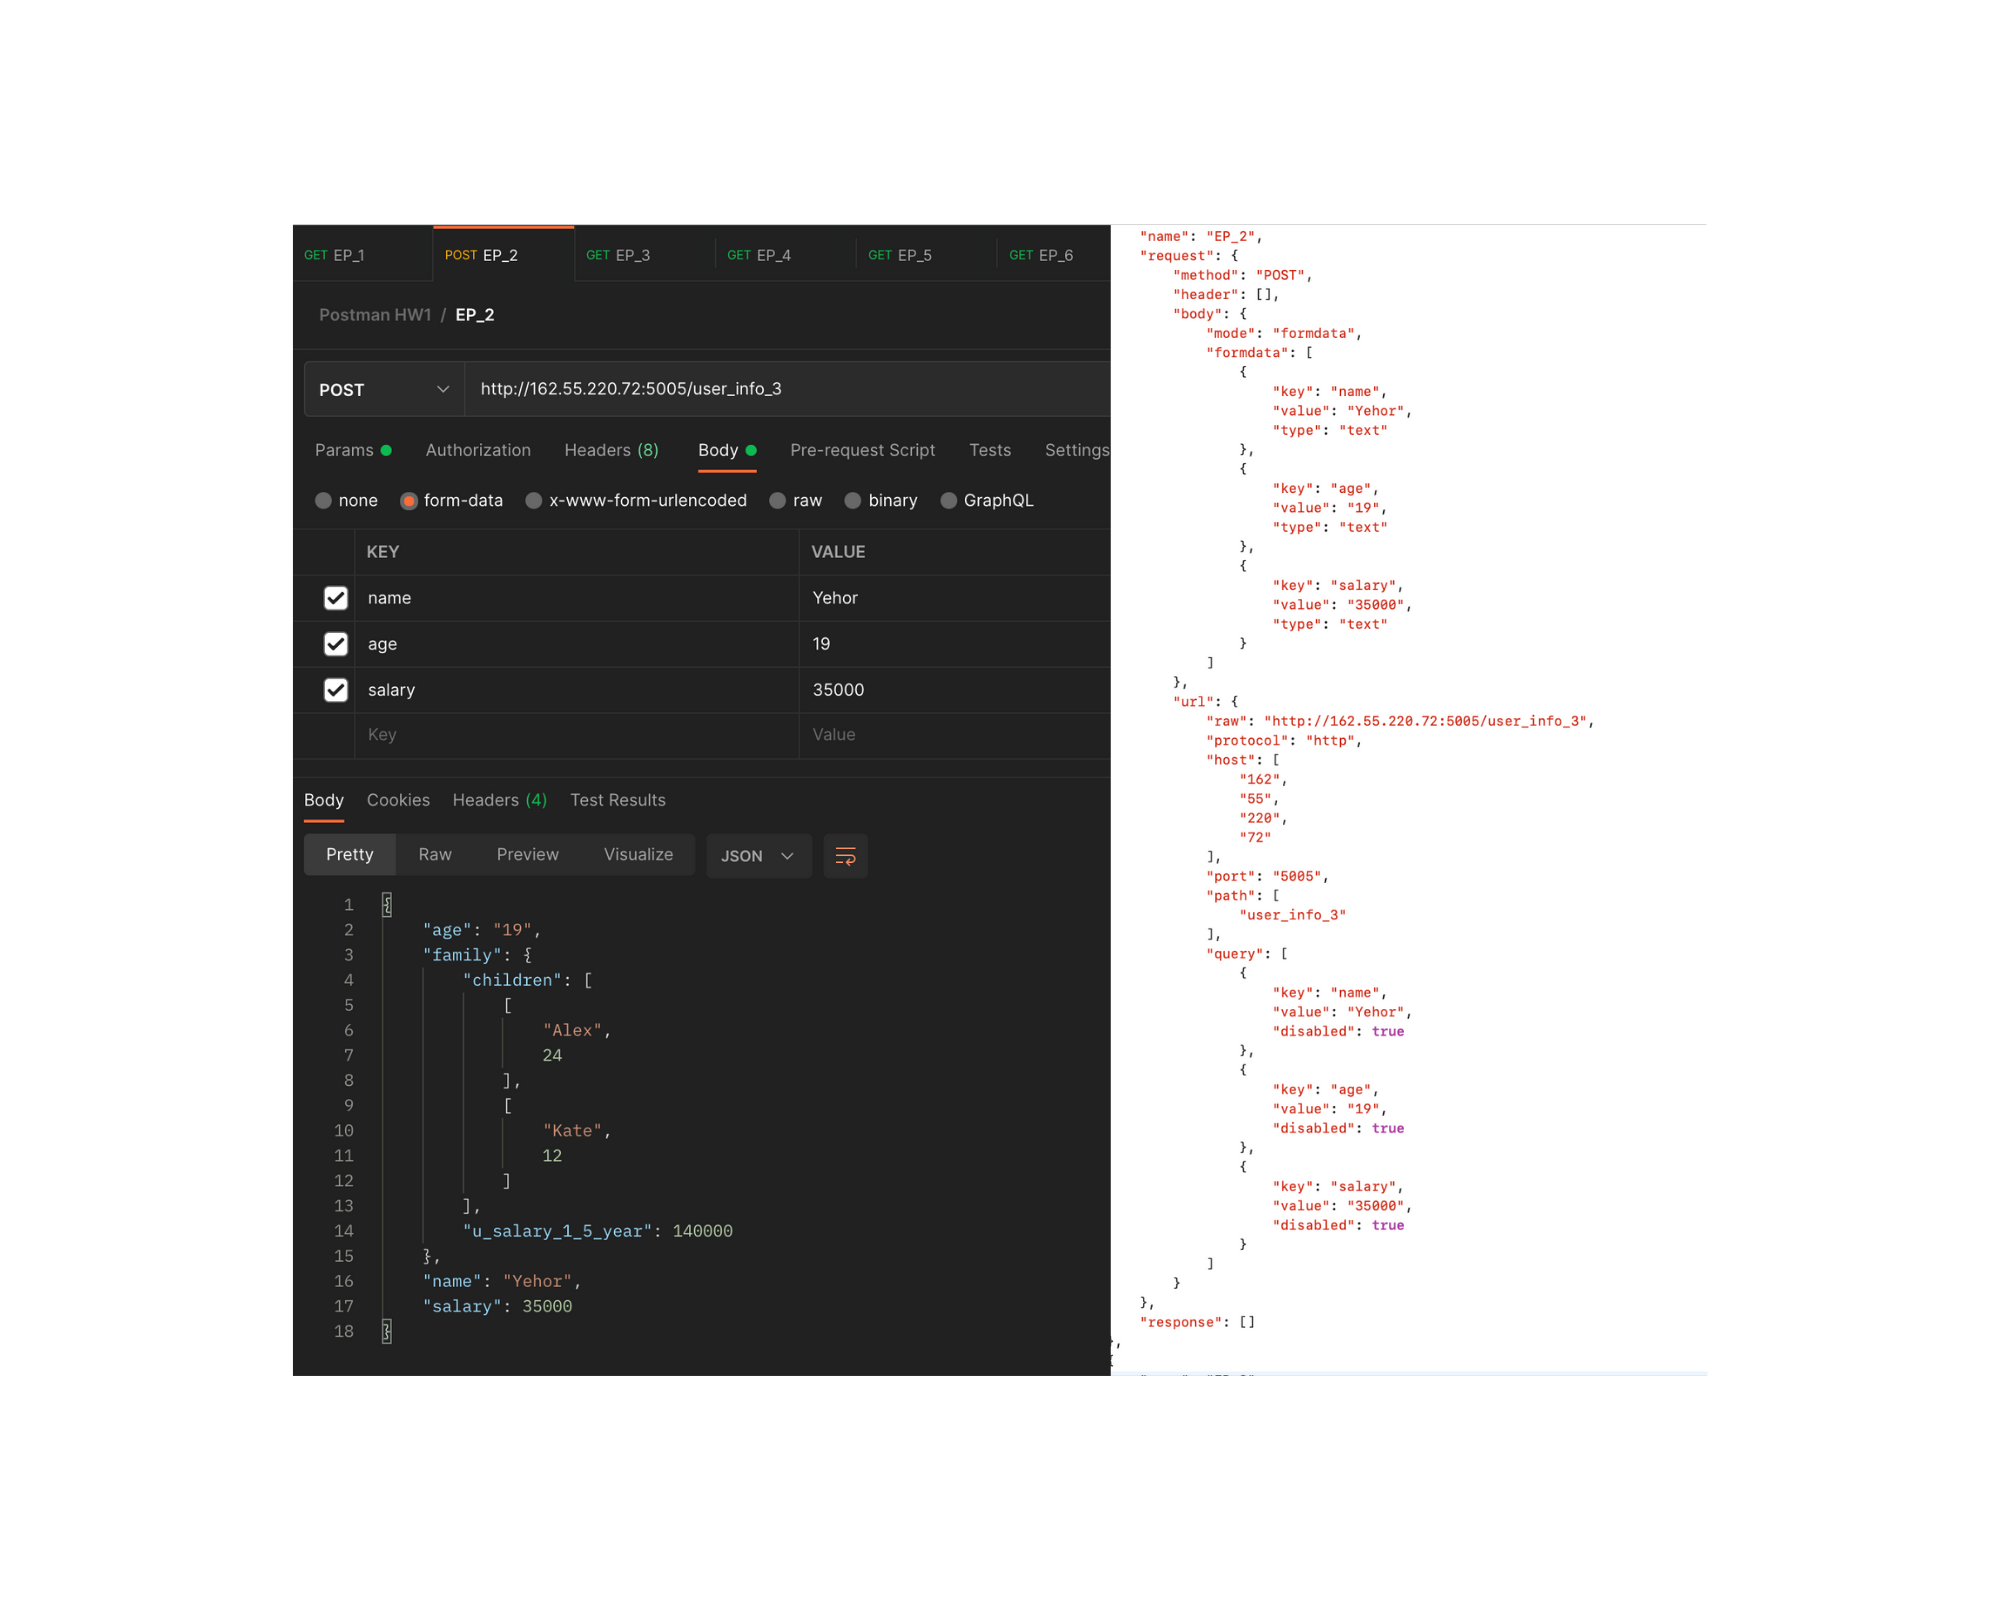 GET EP_1 POST EP_2 GET EP_3 GET EP_4 GET EP_5 GET EP_6
Postman HW1 / EP_2
POST http://162.55.220.72:5005/user_info_3
Params Authorization Headers (8) Body Pre-request Script Tests Settings
none form-data x-www-form-urlencoded raw binary GraphQL
KEY VALUE
name Yehor
age 19
salary 35000
Key Value
Body Cookies Headers (4) Test Results
Pretty Raw Preview Visualize JSON
1 {
2 "age": "19",
3 "family": {
4 "children": [
5 [
6 "Alex",
7 24
8 ],
9 [
10 "Kate",
11 12
12 ]
13 ],
14 "u_salary_1_5_year": 140000
15 },
16 "name": "Yehor",
17 "salary": 35000
18 }
"name": "EP_2",
"request": {
"method": "POST",
"header": [],
"body": {
"mode": "formdata",
"formdata": [
{
"key": "name",
"value": "Yehor",
"type": "text"
},
{
"key": "age",
"value": "19",
"type": "text"
},
{
"key": "salary",
"value": "35000",
"type": "text"
}
]
},
"url": {
"raw": "http://162.55.220.72:5005/user_info_3",
"protocol": "http",
"host": [
"162",
"55",
"220",
"72"
],
"port": "5005",
"path": [
"user_info_3"
],
"query": [
{
"key": "name",
"value": "Yehor",
"disabled": true
},
{
"key": "age",
"value": "19",
"disabled": true
},
{
"key": "salary",
"value": "35000",
"disabled": true
}
]
}
},
"response": []
},
{